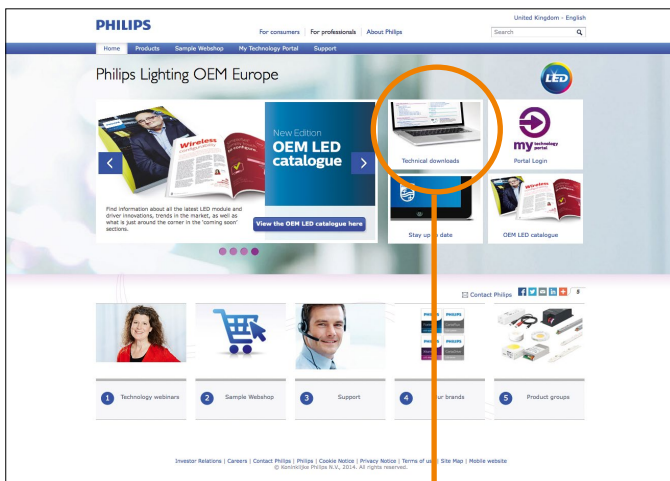 PHILIPS
United Kingdom - English
For consumers | For professionals | About Philips
Search
Home Products Sample Webshop My Technology Portal Support
Philips Lighting OEM Europe
LED
Wireless
New Edition
OEM LED
catalogue
Find information about all the latest LED module and
driver innovations, trends in the market, as well as
what is just around the corner in the 'coming soon'
sections.
View the OEM LED catalogue here
Technical downloads
my technology
portal
Portal Login
Stay up date
Wireless
OEM LED catalogue
Contact Philips
8
PHILIPS PHILIPS
PHILIPS PHILIPS
1 Technology webinars
2 Sample Webshop
3 Support
4 ur brands
5 Product groups
Investor Relations | Careers | Contact Philips | Philips | Cookie Notice | Privacy Notice | Terms of u | Site Map | Mobile website
© Koninklijke Philips N.V., 2014. All rights reserved.